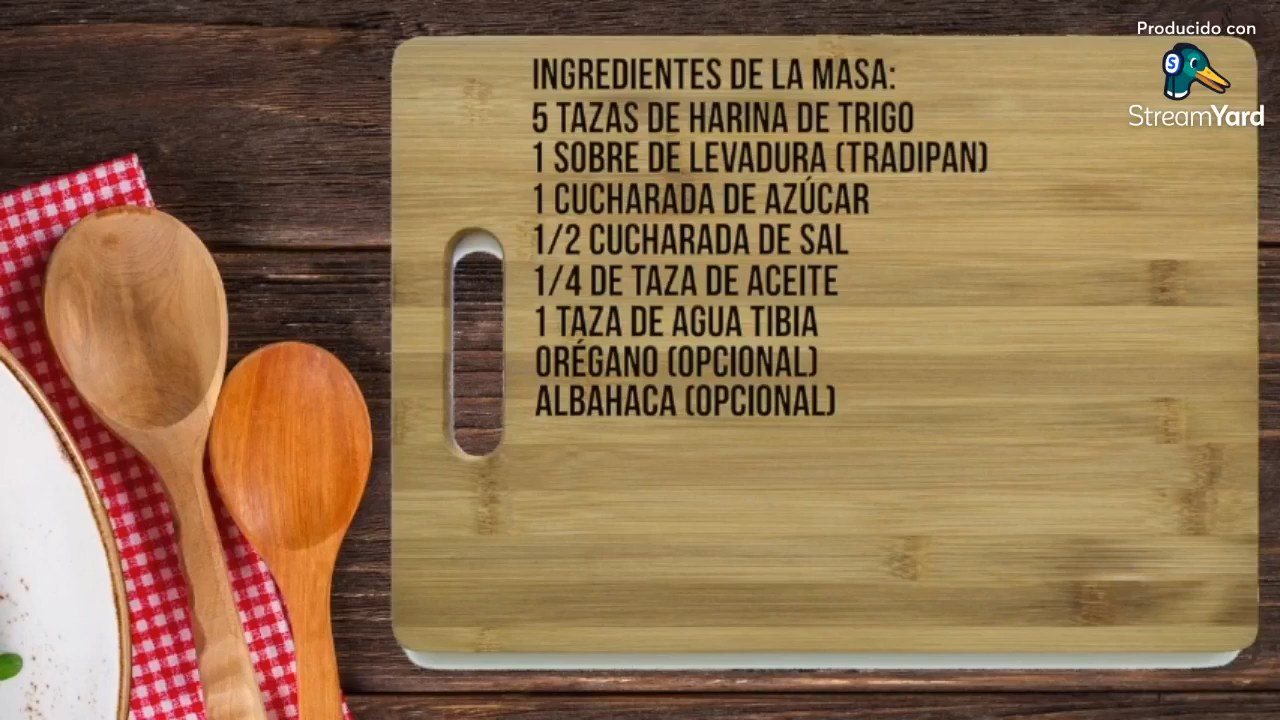 Producido con
StreamYard
INGREDIENTES DE LA MASA:
5 TAZAS DE HARINA DE TRIGO
1 SOBRE DE LEVADURA (TRADIPAN)
1 CUCHARADA DE AZÚCAR
1/2 CUCHARADA DE SAL
1/4 DE TAZA DE ACEITE
1 TAZA DE AGUA TIBIA
ORÉGANO (OPCIONAL)
ALBAHACA (OPCIONAL)